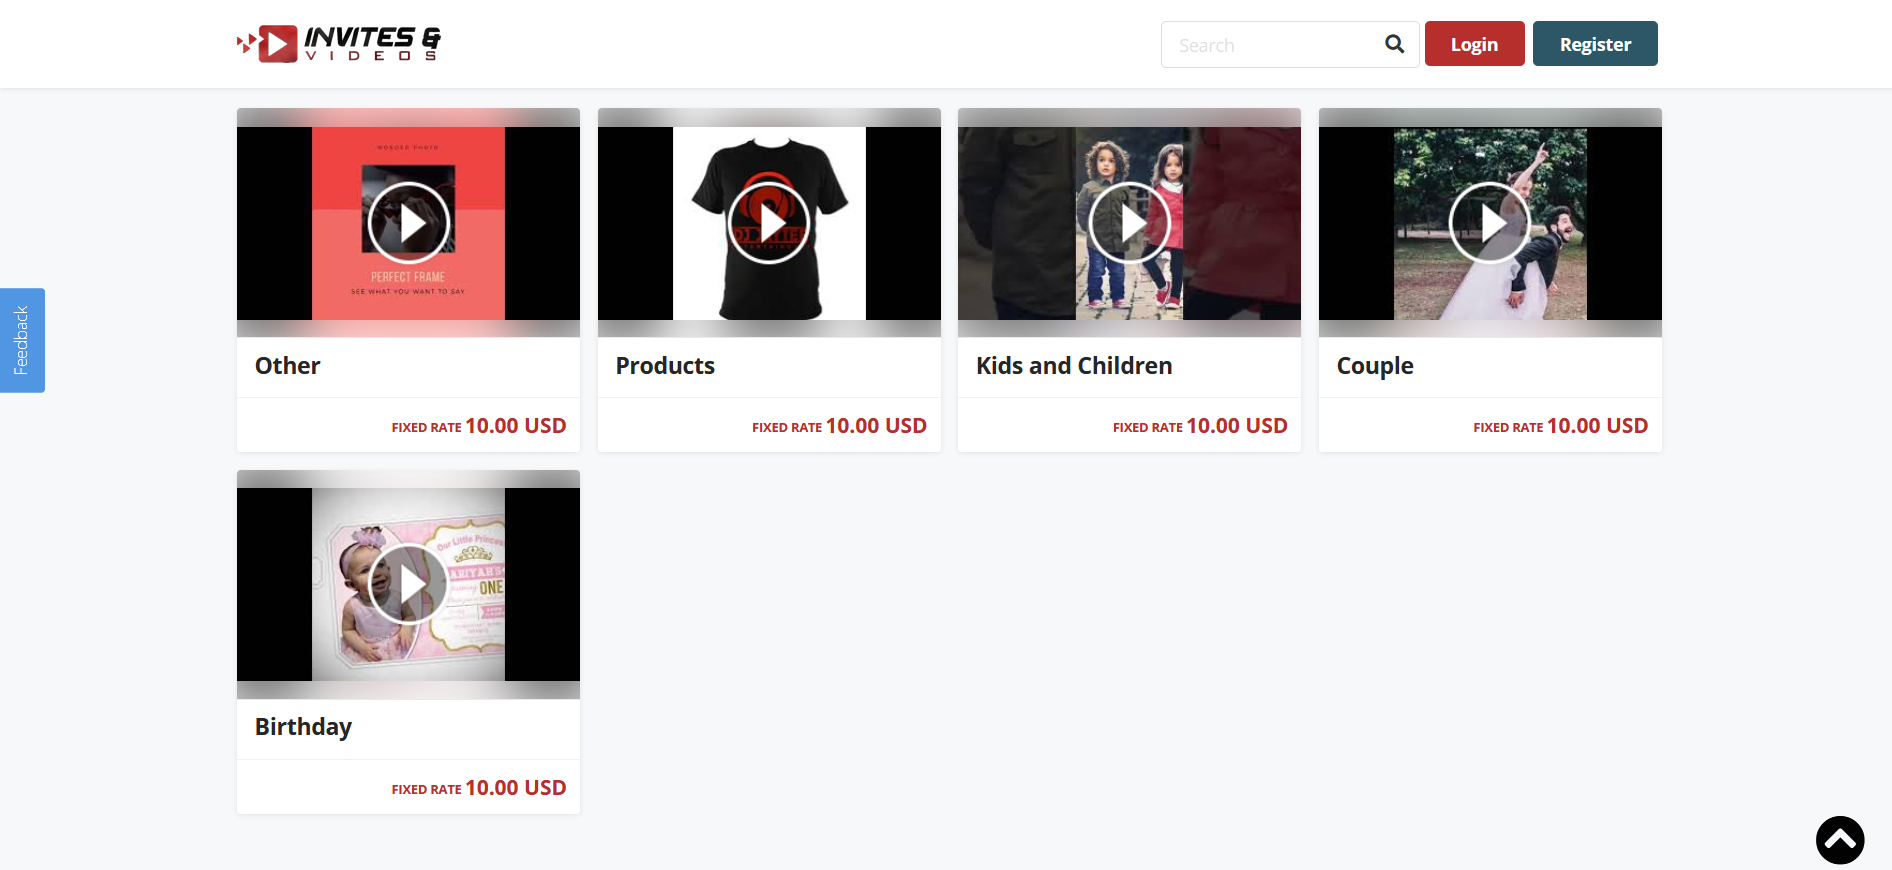 INVITES &
VIDEOS
Search
Login
Register
WONDER PHOTO
PERFECT FRAME
SEE WHAT YOU WANT TO SAY
Other
FIXED RATE 10.00 USD
Products
FIXED RATE 10.00 USD
Kids and Children
FIXED RATE 10.00 USD
Couple
FIXED RATE 10.00 USD
Feedback
Our Little Princess
ONE
Birthday
FIXED RATE 10.00 USD